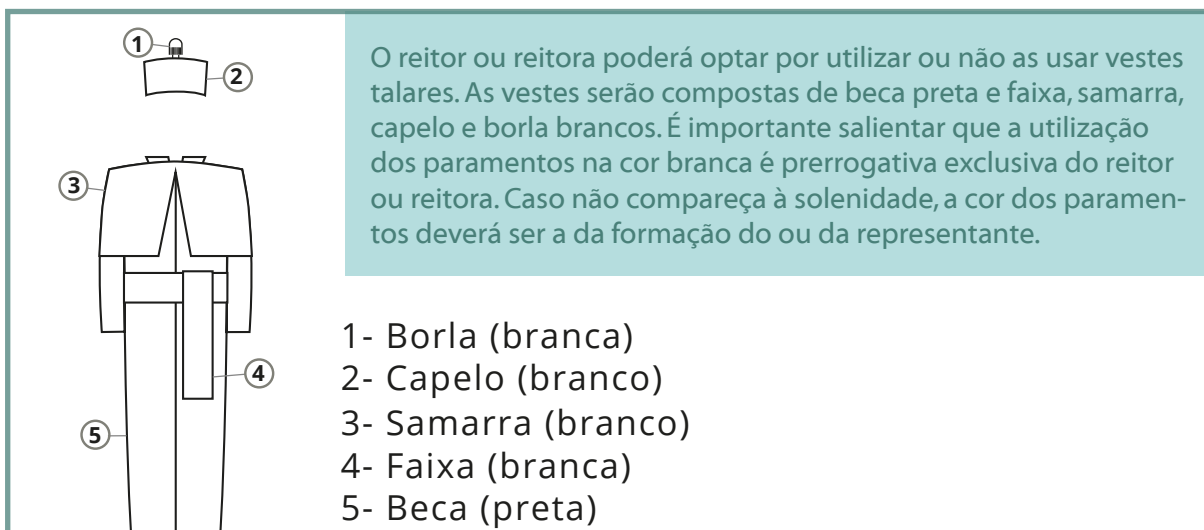 1
2
O reitor ou reitora poderá optar por utilizar ou não as usar vestes
talares. As vestes serão compostas de beca preta e faixa, samarra,
capelo e borla brancos. É importante salientar que a utilização
dos paramentos na cor branca é prerrogativa exclusiva do reitor
ou reitora. Caso não compareça à solenidade, a cor dos paramen-
tos deverá ser a da formação do ou da representante.
3
4
5
1- Borla (branca)
2- Capelo (branco)
3- Samarra (branco)
4- Faixa (branca)
5- Beca (preta)